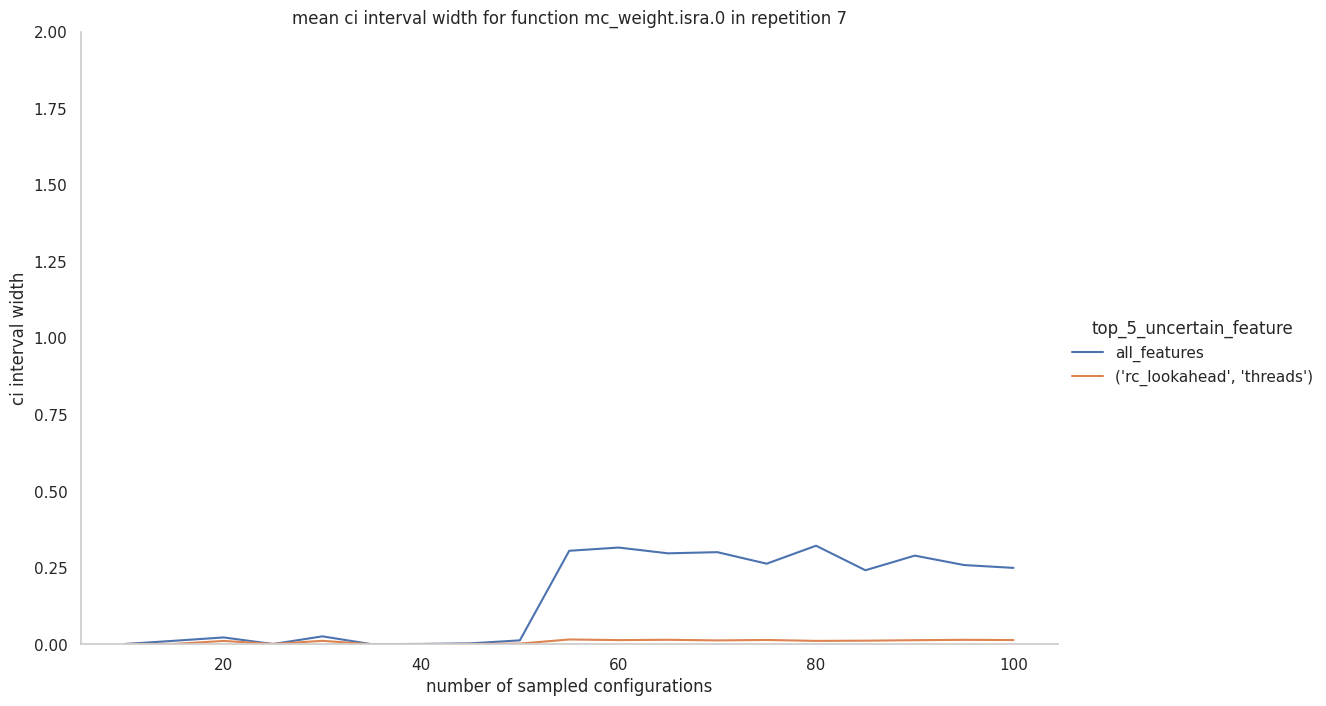 mean ci interval width for function mc_weight.isra.0 in repetition 7
2.00
1.75
1.50
1.25
1.00
0.75
0.50
0.25
0.00
ci interval width
20
40
60
80
100
number of sampled configurations
top_5_uncertain_feature
all_features
('rc_lookahead', 'threads')